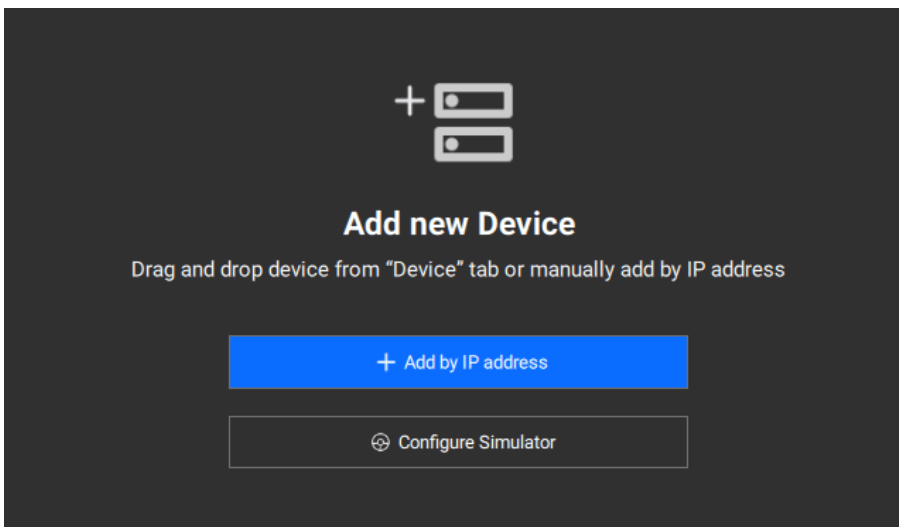 Add new Device
Drag and drop device from “Device” tab or manually add by IP address
Add by IP address
Configure Simulator